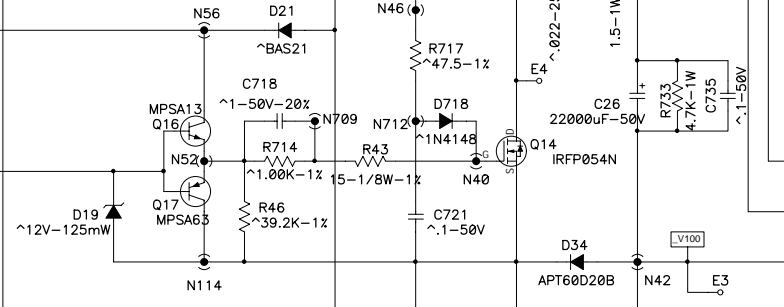 N56
D21
^BAS21
N46
R717
^47.5-1%
^.022-25
1.5-1W
E4
C718
^1-50V-20%
N709
MPSA13
Q16
N712
D718
^1N4148
D
G
S
Q14
IRFP054N
C26
22000uF-50V
+
R733
4.7K-1W
C735
^.1-50V
N52
R714
^1.00K-1%
R43
15-1/8W-1%
N40
Q17
MPSA63
R46
^39.2K-1%
D19
^12V-125mW
C721
^.1-50V
N114
D34
APT60D20B
_V100
N42
E3